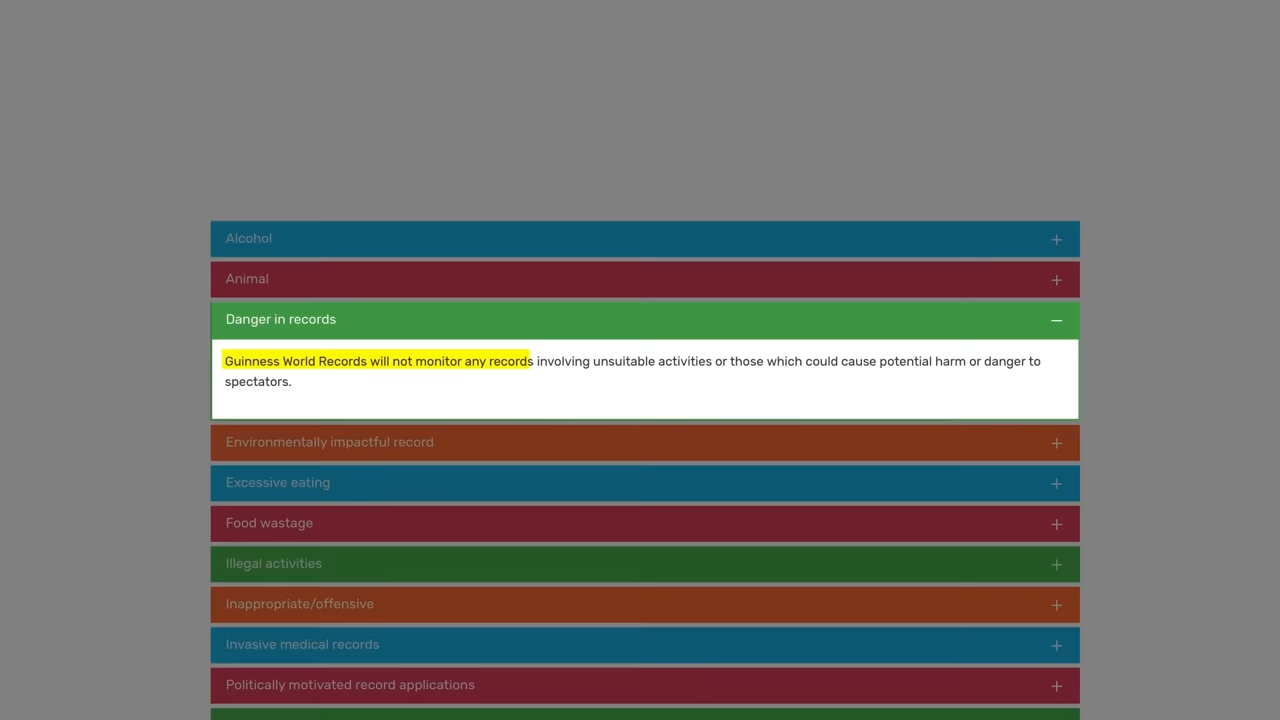 Alcohol
Animal
Danger in records
Guinness World Records will not monitor any records involving unsuitable activities or those which could cause potential harm or danger to
spectators.
Environmentally impactful record
Excessive eating
Food wastage
Illegal activities
Inappropriate/offensive
Invasive medical records
Politically motivated record applications